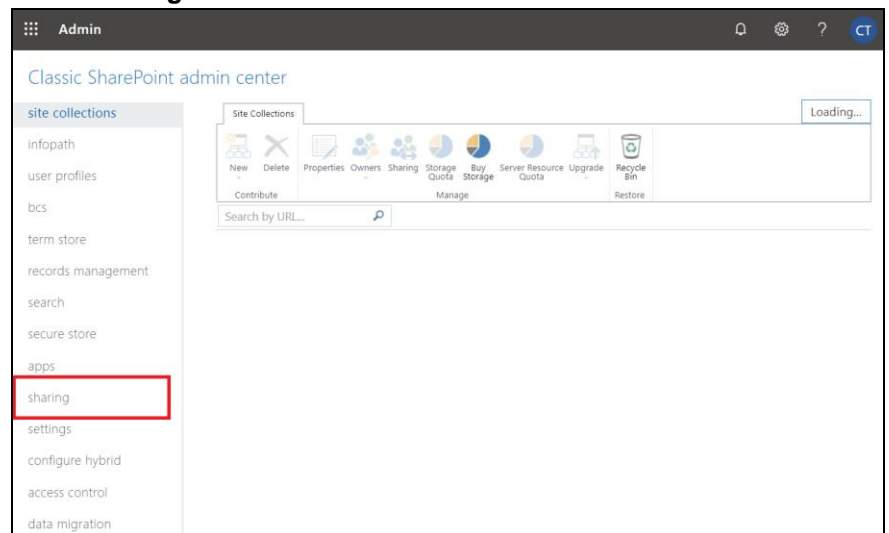 Admin
?
CT
Classic SharePoint admin center
site collections
infopath
user profiles
bcs
term store
records management
search
secure store
apps
sharing
settings
configure hybrid
access control
data migration
Site Collections
Loading...
New
Delete
Properties
Owners
Sharing
Storage
Quota
Buy
Storage
Server Resource
Quota
Upgrade
Recycle
Bin
Contribute
Manage
Restore
Search by URL...